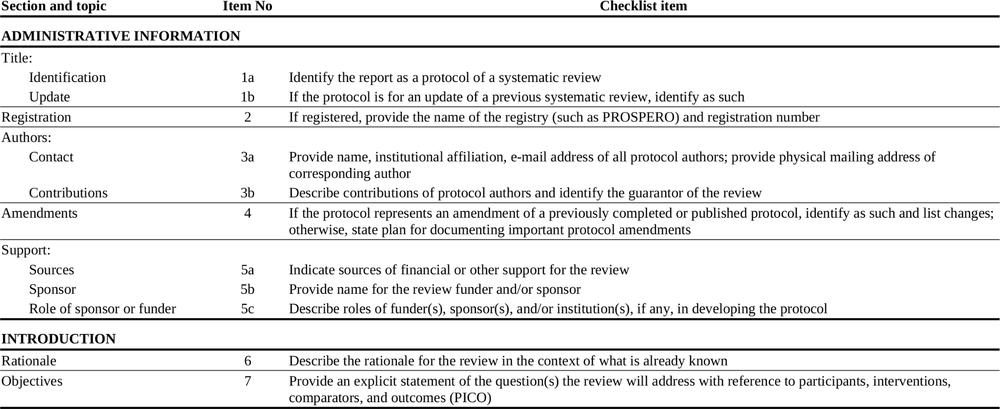 Section and topic Item No Checklist item
ADMINISTRATIVE INFORMATION
Title:
Identification 1a Identify the report as a protocol of a systematic review
Update 1b If the protocol is for an update of a previous systematic review, identify as such
Registration 2 If registered, provide the name of the registry (such as PROSPERO) and registration number
Authors:
Contact 3a Provide name, institutional affiliation, e-mail address of all protocol authors; provide physical mailing address of
corresponding author
Contributions 3b Describe contributions of protocol authors and identify the guarantor of the review
Amendments 4 If the protocol represents an amendment of a previously completed or published protocol, identify as such and list changes;
otherwise, state plan for documenting important protocol amendments
Support:
Sources 5a Indicate sources of financial or other support for the review
Sponsor 5b Provide name for the review funder and/or sponsor
Role of sponsor or funder 5c Describe roles of funder(s), sponsor(s), and/or institution(s), if any, in developing the protocol
INTRODUCTION
Rationale 6 Describe the rationale for the review in the context of what is already known
Objectives 7 Provide an explicit statement of the question(s) the review will address with reference to participants, interventions,
comparators, and outcomes (PICO)